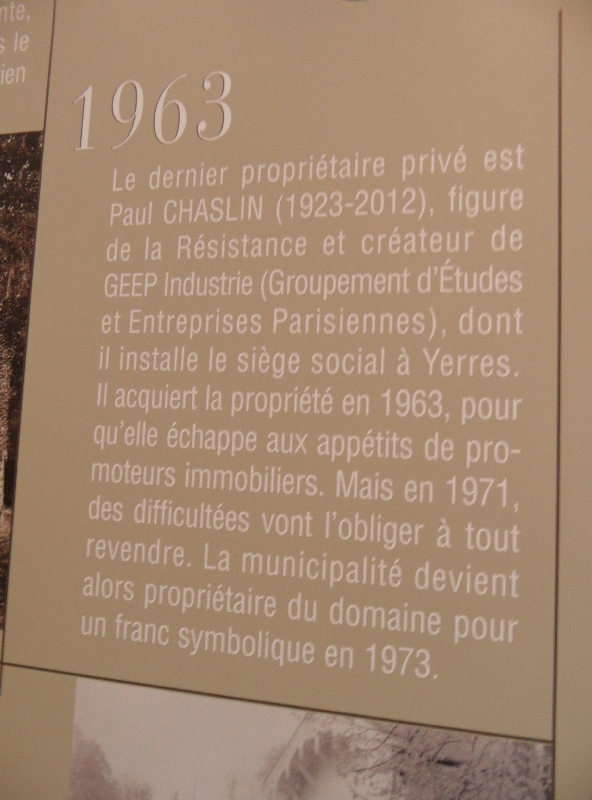 nte,
s le
ien
1963
Le dernier propriétaire privé est
Paul CHASLIN (1923-2012), figure
de la Résistance et créateur de
GEEP Industrie (Groupement d'Études
et Entreprises Parisiennes), dont
il installe le siège social à Yerres.
Il acquiert la propriété en 1963, pour
qu'elle échappe aux appétits de pro-
moteurs immobiliers. Mais en 1971,
des difficultées vont l'obliger à tout
revendre. La municipalité devient
alors propriétaire du domaine pour
un franc symbolique en 1973.